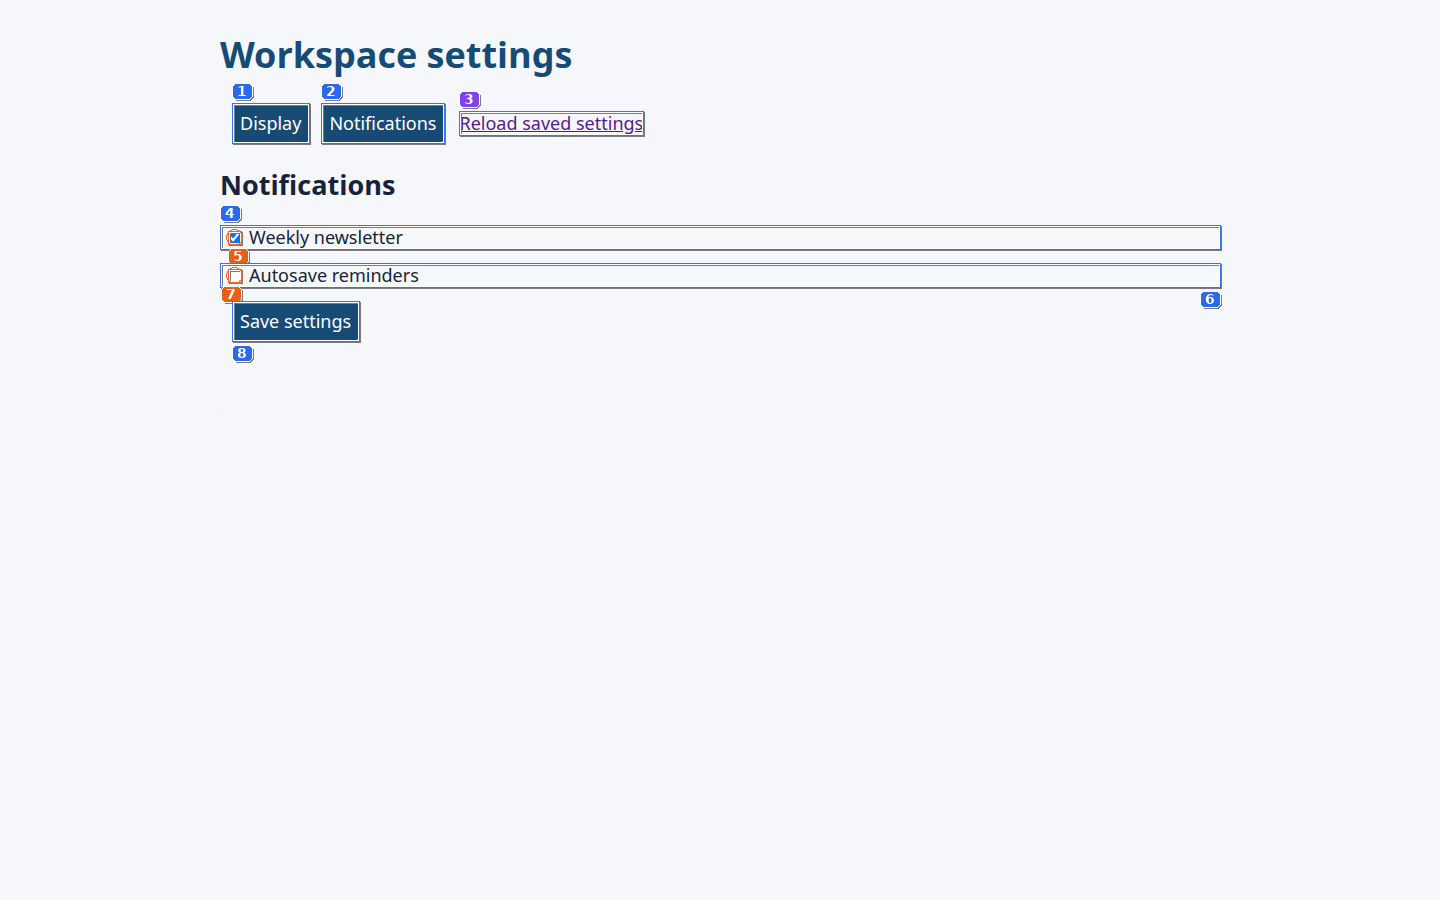 Workspace settings
1 2 3
Display Notifications Reload saved settings
Notifications
4
Weekly newsletter
5
Autosave reminders
7 6
Save settings
8